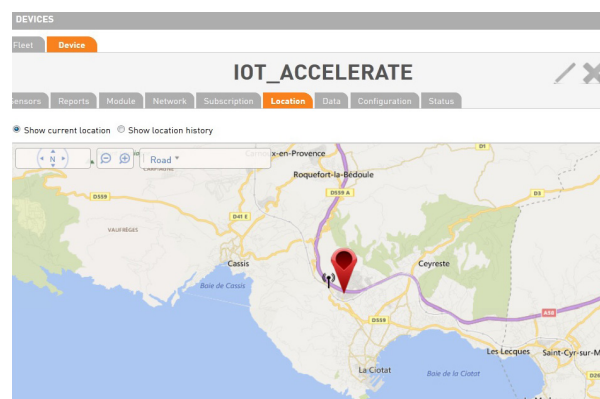 DEVICES
Fleet Device
IOT_ACCELERATE
ensors Reports Module Network Subscription Location Data Configuration Status
Show current location Show location history
N Road
x-en-Provence
D1
Roquefort-la-Bédoule
D559 D559 A D3
D41 E
VAUFRÈGES
Cassis Ceyreste
Baie de Cassis
A50
D559
Les Lecques Saint-Cyr-sur-M
La Ciotat Baie de la Ciotat